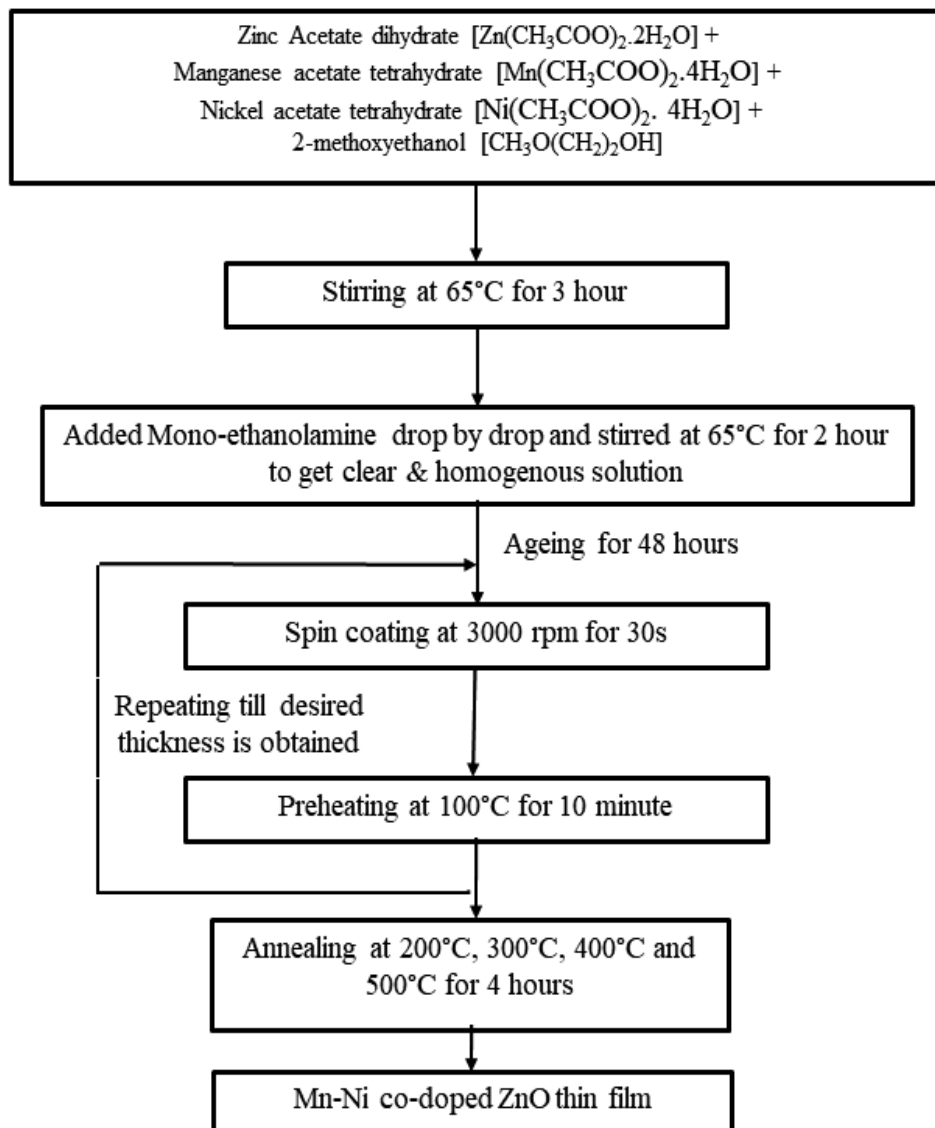 Zinc Acetate dihydrate [Zn(CH₃COO)₂.2H₂O] +
Manganese acetate tetrahydrate [Mn(CH₃COO)₂.4H₂O] +
Nickel acetate tetrahydrate [Ni(CH₃COO)₂. 4H₂O] +
2-methoxyethanol [CH₃O(CH₂)₂OH]
Stirring at 65°C for 3 hour
Added Mono-ethanolamine drop by drop and stirred at 65°C for 2 hour
to get clear & homogenous solution
Ageing for 48 hours
Spin coating at 3000 rpm for 30s
Repeating till desired
thickness is obtained
Preheating at 100°C for 10 minute
Annealing at 200°C, 300°C, 400°C and
500°C for 4 hours
Mn-Ni co-doped ZnO thin film